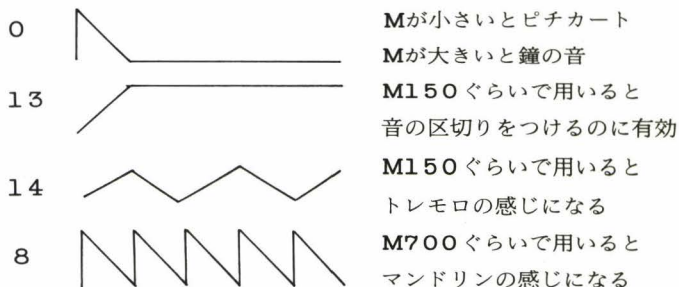 0
Mが小さいとピチカート
Mが大きいと鐘の音
13
M150ぐらいで用いると
音の区切りをつけるのに有効
14
M150ぐらいで用いると
トレモロの感じになる
8
M700ぐらいで用いると
マンドリンの感じになる